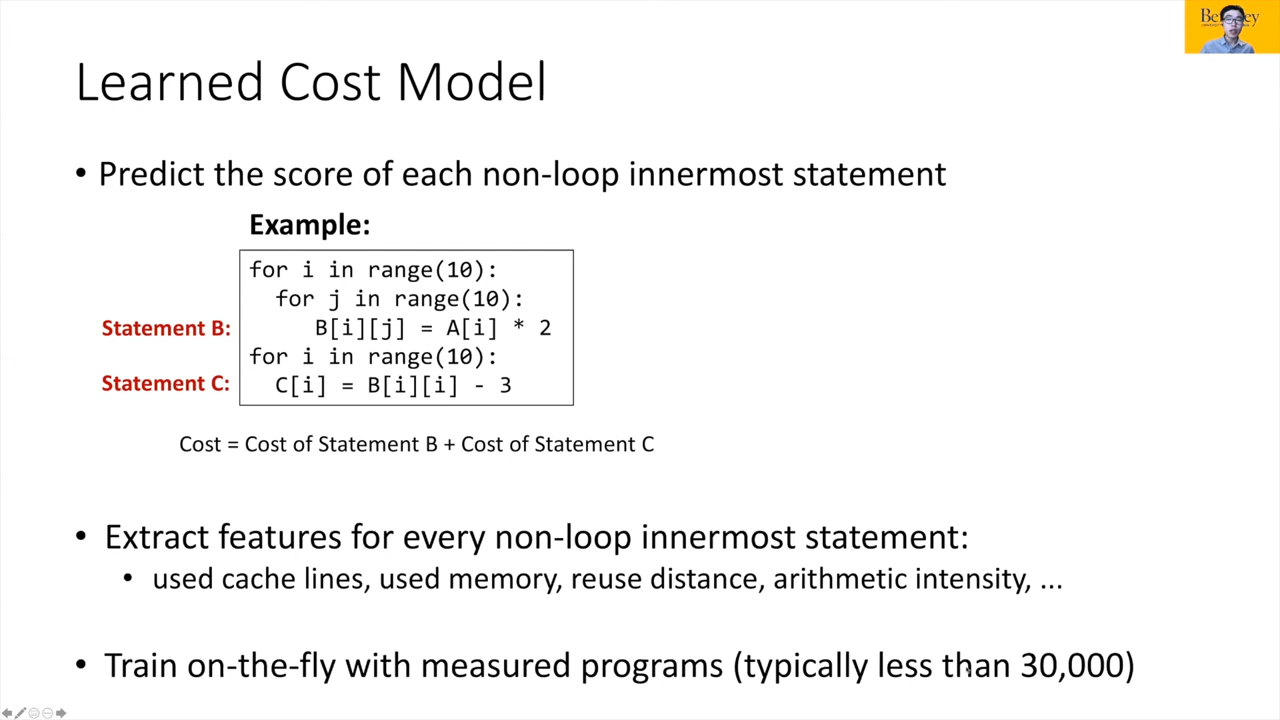 Learned Cost Model
• Predict the score of each non-loop innermost statement
Example:
for i in range(10):
for j in range(10):
Statement B: B[i][j] = A[i] * 2
for i in range(10):
Statement C: C[i] = B[i][i] - 3
Cost = Cost of Statement B + Cost of Statement C
• Extract features for every non-loop innermost statement:
• used cache lines, used memory, reuse distance, arithmetic intensity, ...
• Train on-the-fly with measured programs (typically less than 30,000)